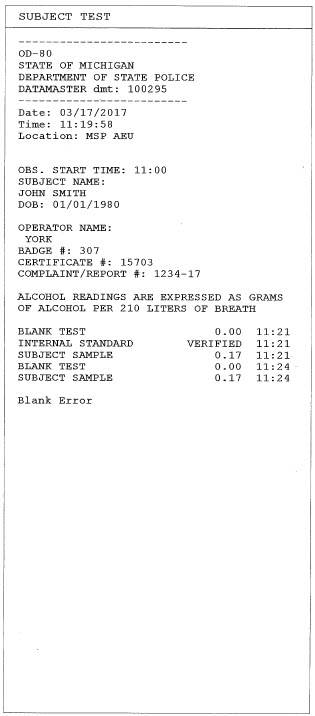 SUBJECT TEST
-------------------------
OD-80
STATE OF MICHIGAN
DEPARTMENT OF STATE POLICE
DATAMASTER dmt: 100295
-------------------------
Date: 03/17/2017
Time: 11:19:58
Location: MSP AEU
OBS. START TIME: 11:00
SUBJECT NAME:
JOHN SMITH
DOB: 01/01/1980
OPERATOR NAME:
YORK
BADGE #: 307
CERTIFICATE #: 15703
COMPLAINT/REPORT #: 1234-17
ALCOHOL READINGS ARE EXPRESSED AS GRAMS
OF ALCOHOL PER 210 LITERS OF BREATH
BLANK TEST 0.00 11:21
INTERNAL STANDARD VERIFIED 11:21
SUBJECT SAMPLE 0.17 11:21
BLANK TEST 0.00 11:24
SUBJECT SAMPLE 0.17 11:24
Blank Error